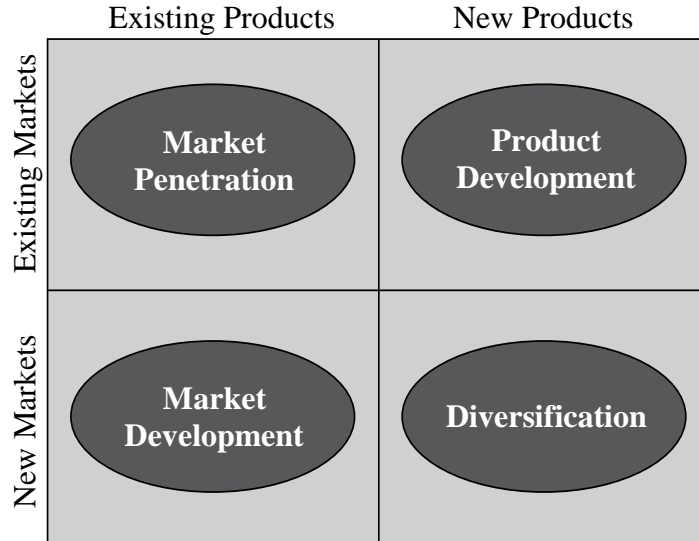 Existing Products
New Products
Existing Markets
Market
Penetration
Product
Development
New Markets
Market
Development
Diversification